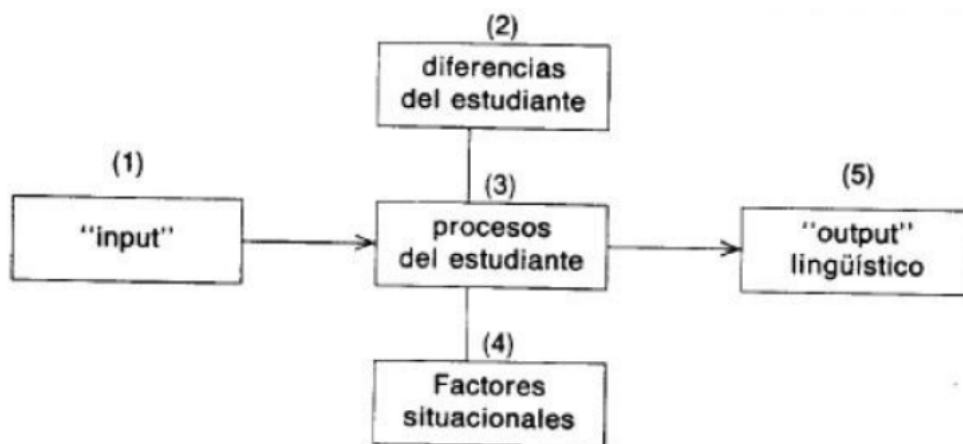 (2)
diferencias
del estudiante
(1)
"input"
(3)
procesos
del estudiante
(5)
"output"
lingüístico
(4)
Factores
situacionales